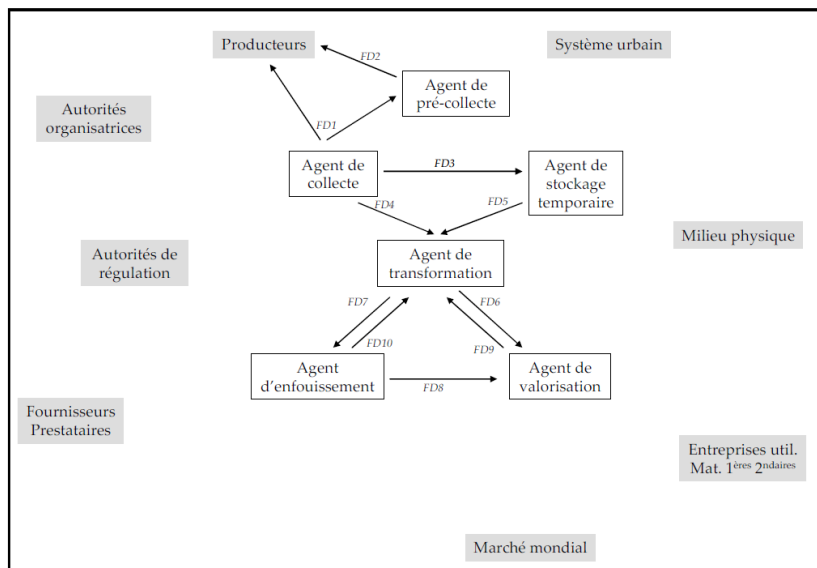 Producteurs
Système urbain
FD2
Agent de
pré-collecte
Autorités
organisatrices
FD1
Agent de
collecte
FD3
Agent de
stockage
temporaire
FD4
FD5
Milieu physique
Autorités de
régulation
Agent de
transformation
FD7
FD6
FD10
FD9
Agent
d'enfouissement
FD8
Agent de
valorisation
Fournisseurs
Prestataires
Entreprises util.
Mat. 1ères 2ndaires
Marché mondial